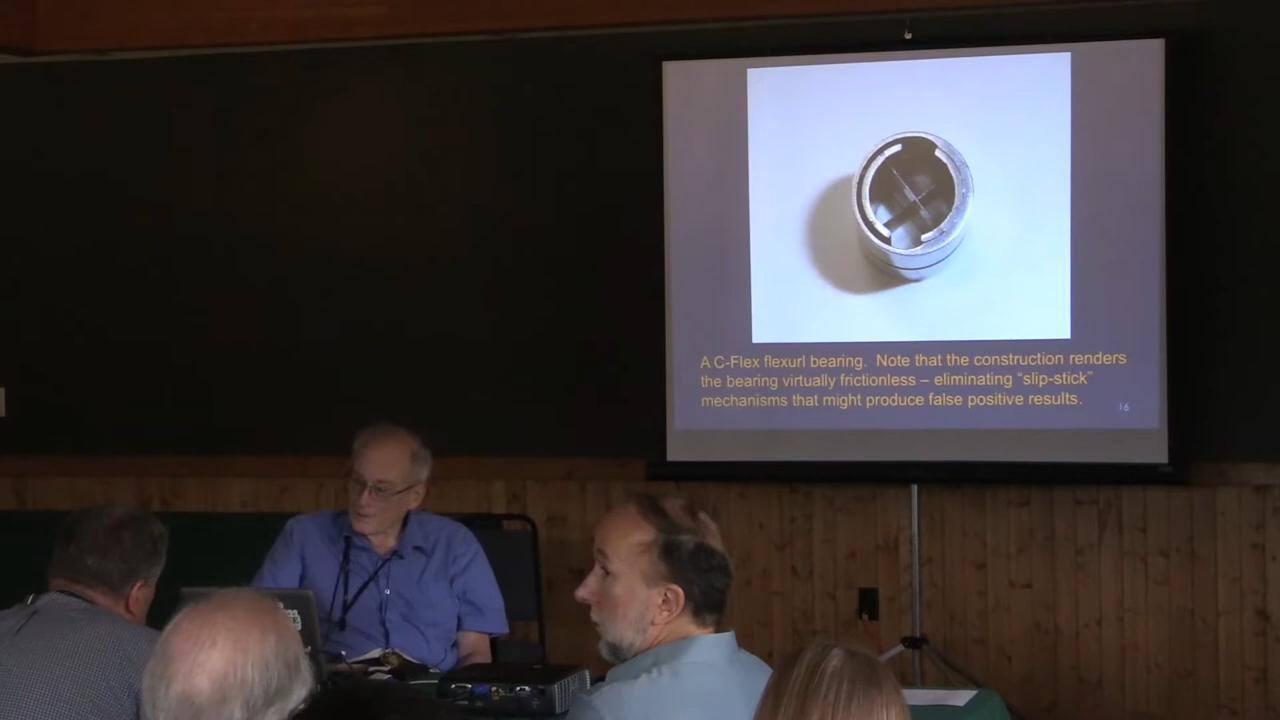 A C-Flex flexurl bearing.  Note that the construction renders
the bearing virtually frictionless – eliminating “slip-stick”
mechanisms that might produce false positive results.
16